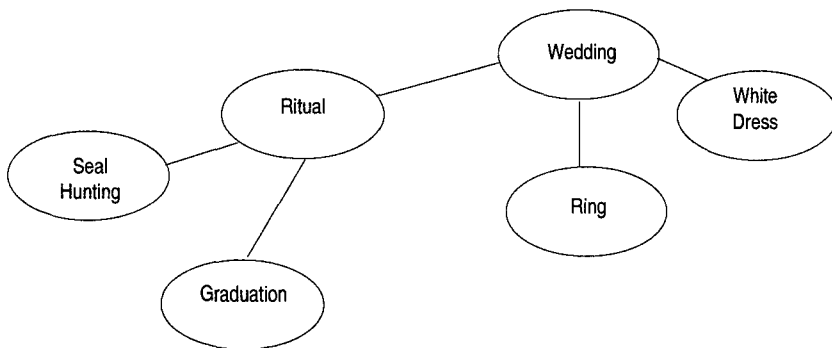 Wedding
Ritual
White
Dress
Seal
Hunting
Ring
Graduation